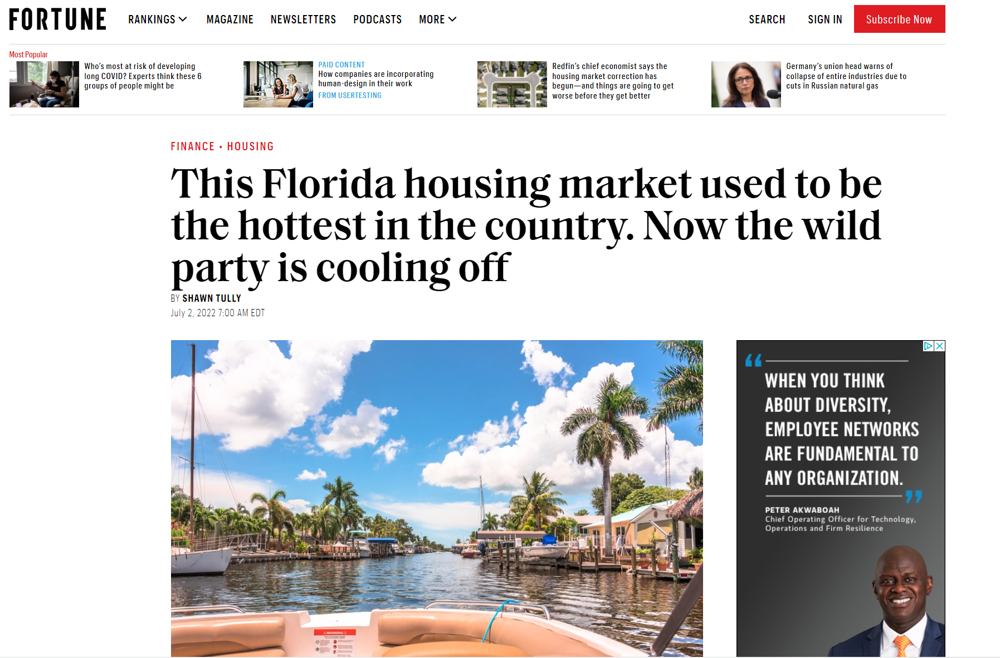 FORTUNE
RANKINGS
MAGAZINE
NEWSLETTERS
PODCASTS
MORE
SEARCH
SIGN IN
Subscribe Now
Most Popular
Who's most at risk of developing
long COVID? Experts think these 6
groups of people might be
PAID CONTENT
How companies are incorporating
human-design in their work
FROM USERTESTING
Redfin's chief economist says the
housing market correction has
begun—and things are going to get
worse before they get better
Germany's union head warns of
collapse of entire industries due to
cuts in Russian natural gas
FINANCE • HOUSING
This Florida housing market used to be
the hottest in the country. Now the wild
party is cooling off
BY SHAWN TULLY
July 2, 2022 7:00 AM EDT
WARNING
“
WHEN YOU THINK
ABOUT DIVERSITY,
EMPLOYEE NETWORKS
ARE FUNDAMENTAL TO
ANY ORGANIZATION.
”
PETER AKWABOAH
Chief Operating Officer for Technology,
Operations and Firm Resilience